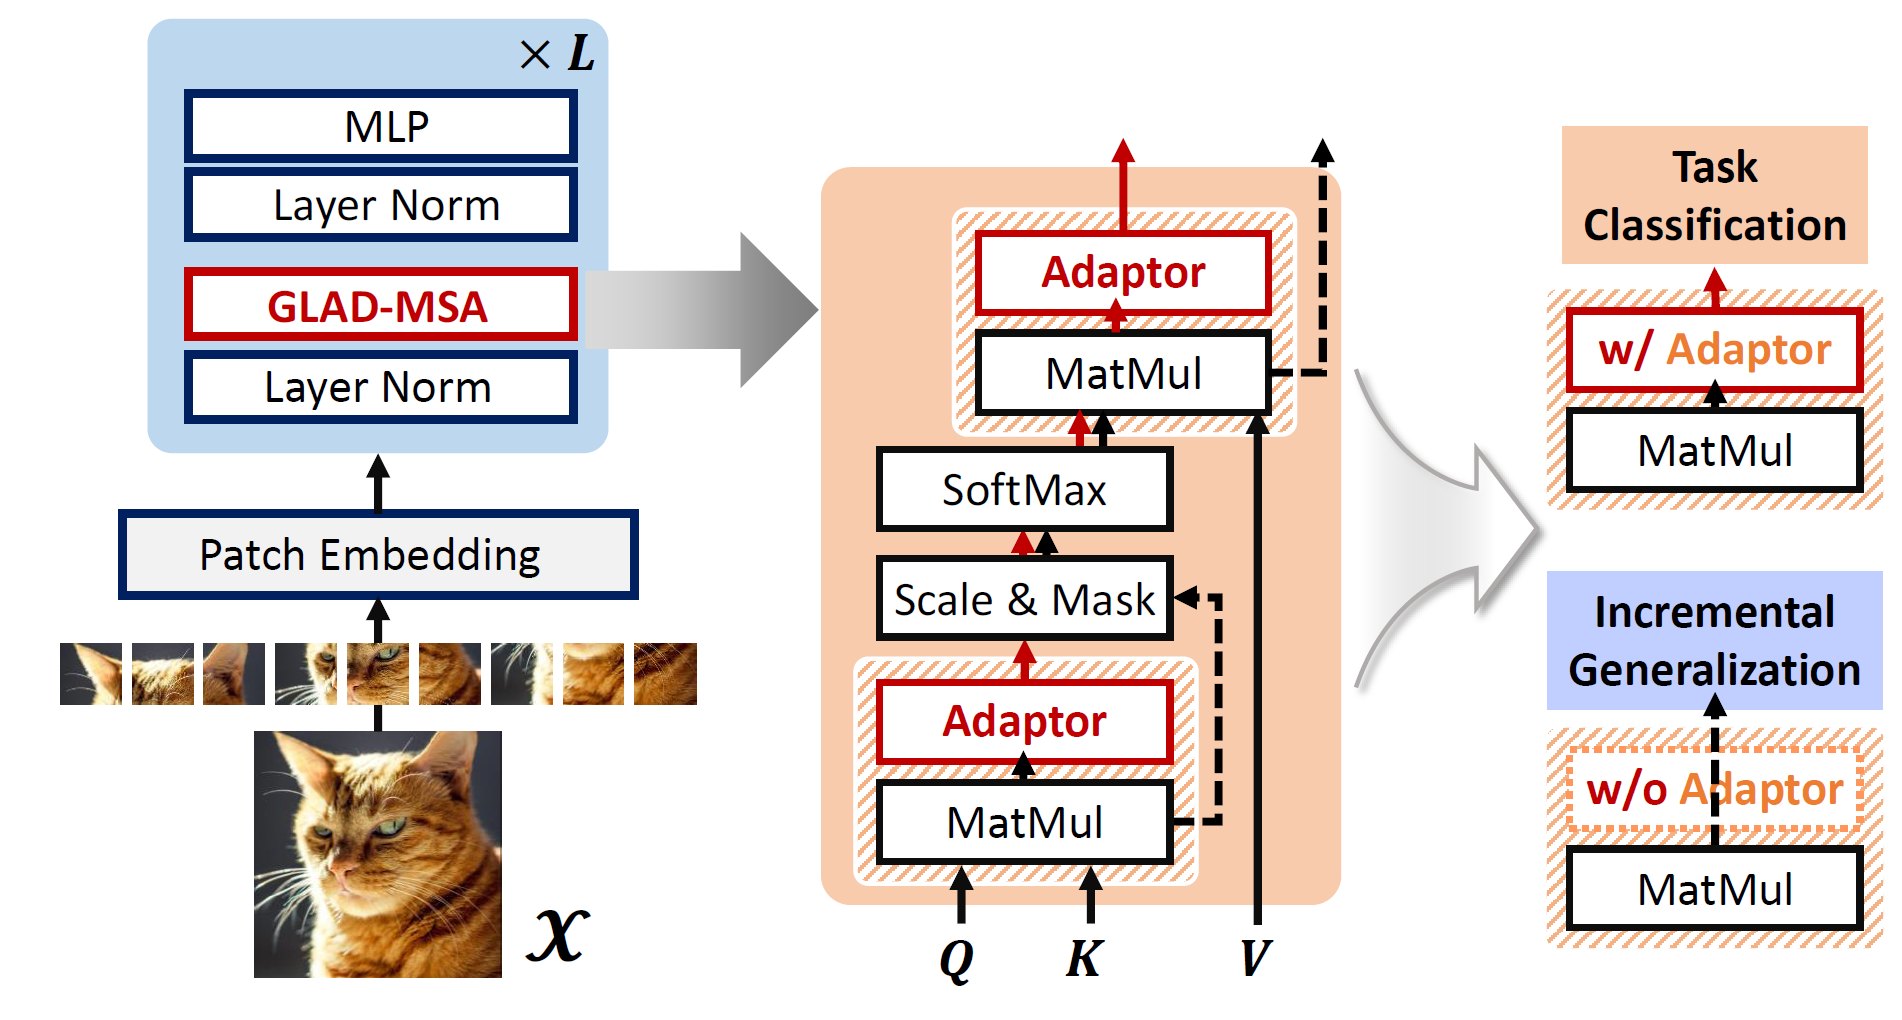 × L
MLP
Layer Norm
GLAD-MSA
Layer Norm
Patch Embedding
x
Adaptor
MatMul
SoftMax
Scale & Mask
Adaptor
MatMul
Q K V
Task
Classification
w/ Adaptor
MatMul
Incremental
Generalization
w/o Adaptor
MatMul